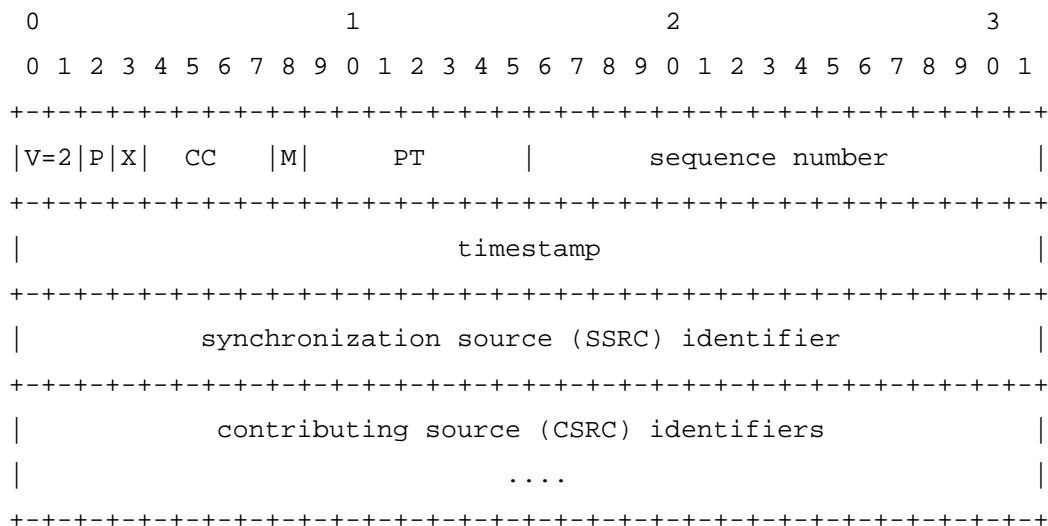 0                   1                   2                   3
 0 1 2 3 4 5 6 7 8 9 0 1 2 3 4 5 6 7 8 9 0 1 2 3 4 5 6 7 8 9 0 1
+-+-+-+-+-+-+-+-+-+-+-+-+-+-+-+-+-+-+-+-+-+-+-+-+-+-+-+-+-+-+-+-+
|V=2|P|X|  CC   |M|     PT      |       sequence number         |
+-+-+-+-+-+-+-+-+-+-+-+-+-+-+-+-+-+-+-+-+-+-+-+-+-+-+-+-+-+-+-+-+
|                           timestamp                           |
+-+-+-+-+-+-+-+-+-+-+-+-+-+-+-+-+-+-+-+-+-+-+-+-+-+-+-+-+-+-+-+-+
|           synchronization source (SSRC) identifier            |
+-+-+-+-+-+-+-+-+-+-+-+-+-+-+-+-+-+-+-+-+-+-+-+-+-+-+-+-+-+-+-+-+
|            contributing source (CSRC) identifiers             |
|                              ....                             |
+-+-+-+-+-+-+-+-+-+-+-+-+-+-+-+-+-+-+-+-+-+-+-+-+-+-+-+-+-+-+-+-+